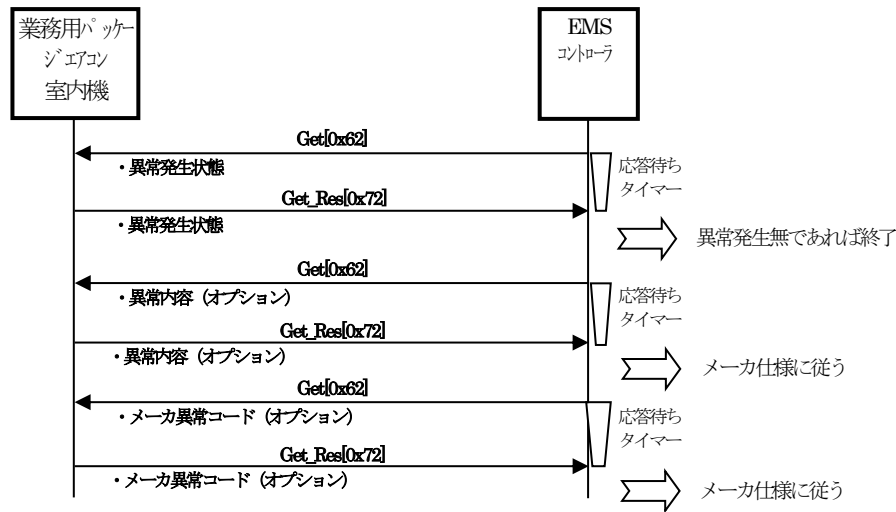 業務用パッケー
ジエアコン
室内機
EMS
コントローラ
Get[0x62]
・異常発生状態
応答待ち
タイマー
Get_Res[0x72]
・異常発生状態
異常発生無であれば終了
Get[0x62]
・異常内容（オプション）
応答待ち
タイマー
Get_Res[0x72]
・異常内容（オプション）
メーカ仕様に従う
Get[0x62]
・メーカ異常コード（オプション）
応答待ち
タイマー
Get_Res[0x72]
・メーカ異常コード（オプション）
メーカ仕様に従う